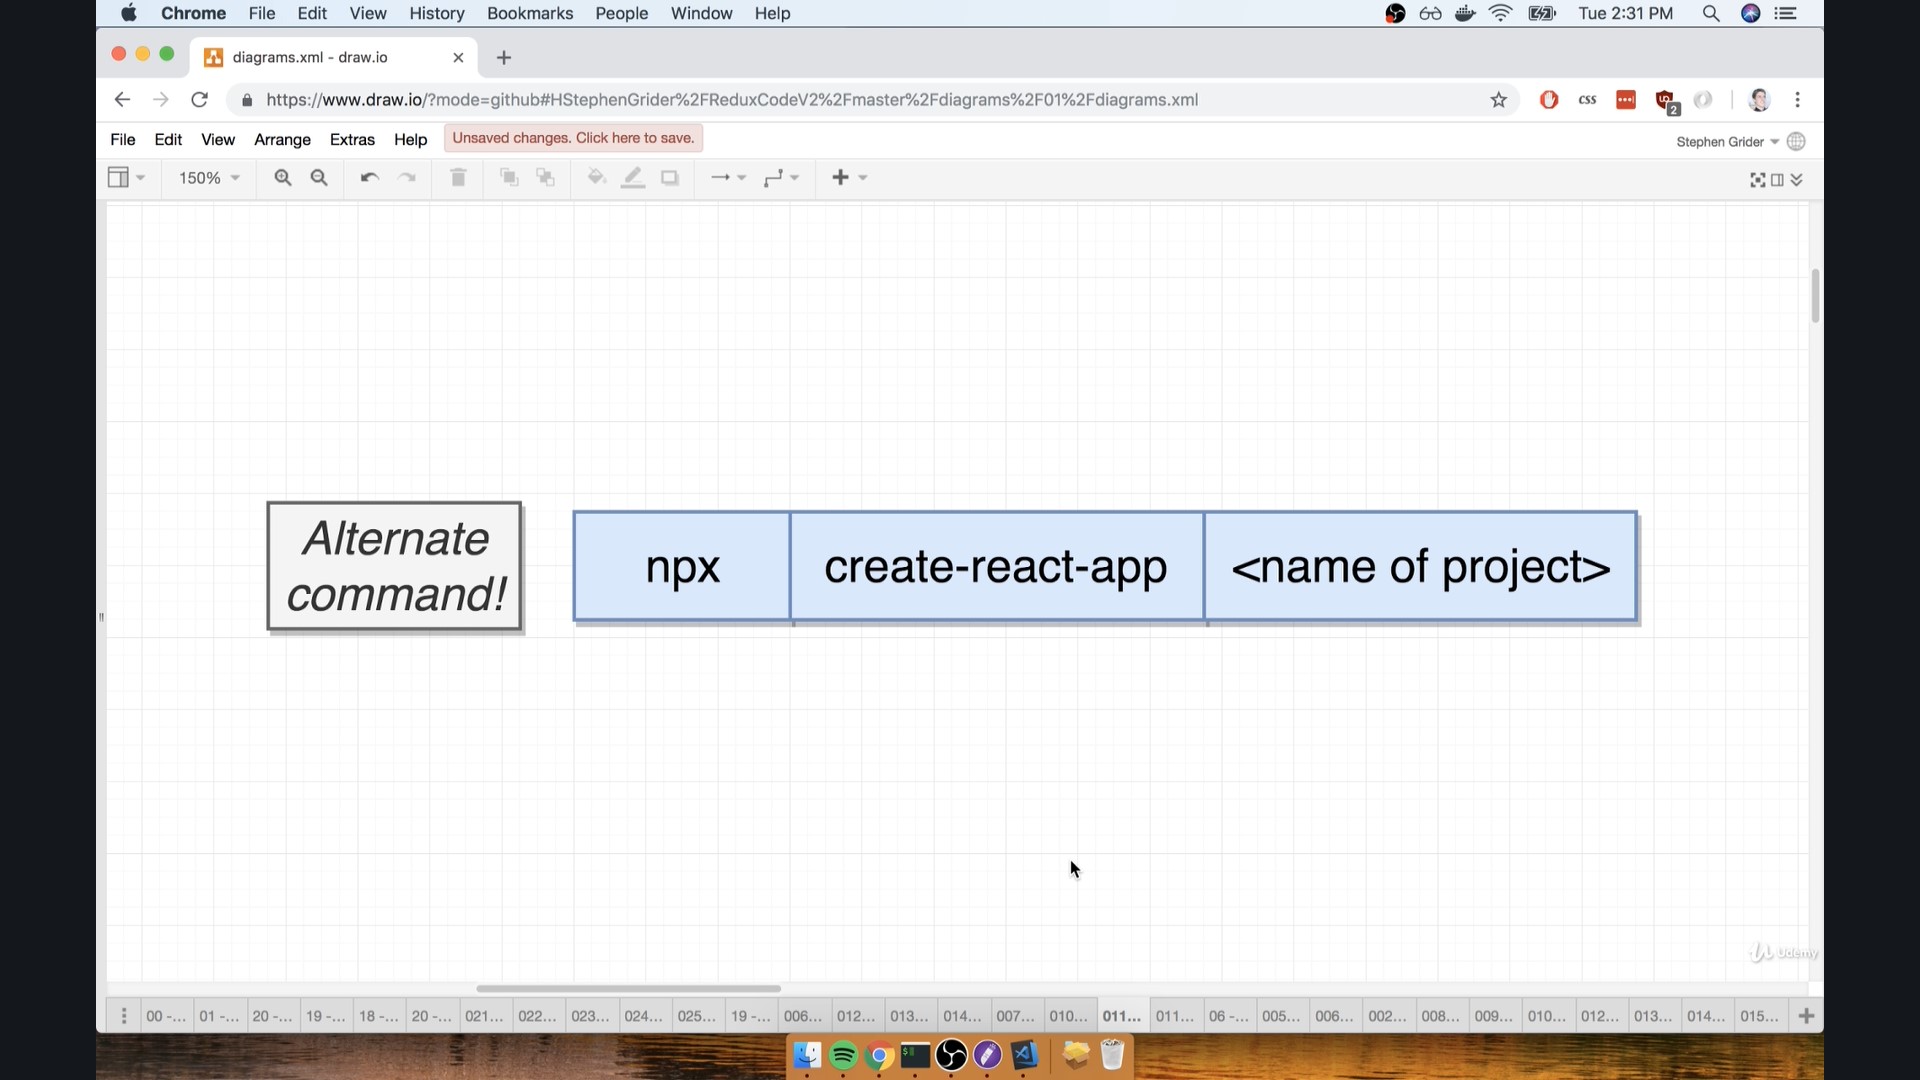 Chrome File Edit View History Bookmarks People Window Help Tue 2:31 PM
diagrams.xml - draw.io
https://www.draw.io/?mode=github#HStephenGrider%2FReduxCodeV2%2Fmaster%2Fdiagrams%2F01%2Fdiagrams.xml
CSS
2
File Edit View Arrange Extras Help Unsaved changes. Click here to save. Stephen Grider
150%
Alternate
command!
npx create-react-app <name of project>
Udemy
00 -... 01 -... 20 -... 19 -... 18 -... 20 -... 021... 022... 023... 024... 025... 19 -... 006... 012... 013... 014... 007... 010... 011... 011... 06 -... 005... 006... 002... 008... 009... 010... 012... 013... 014... 015...